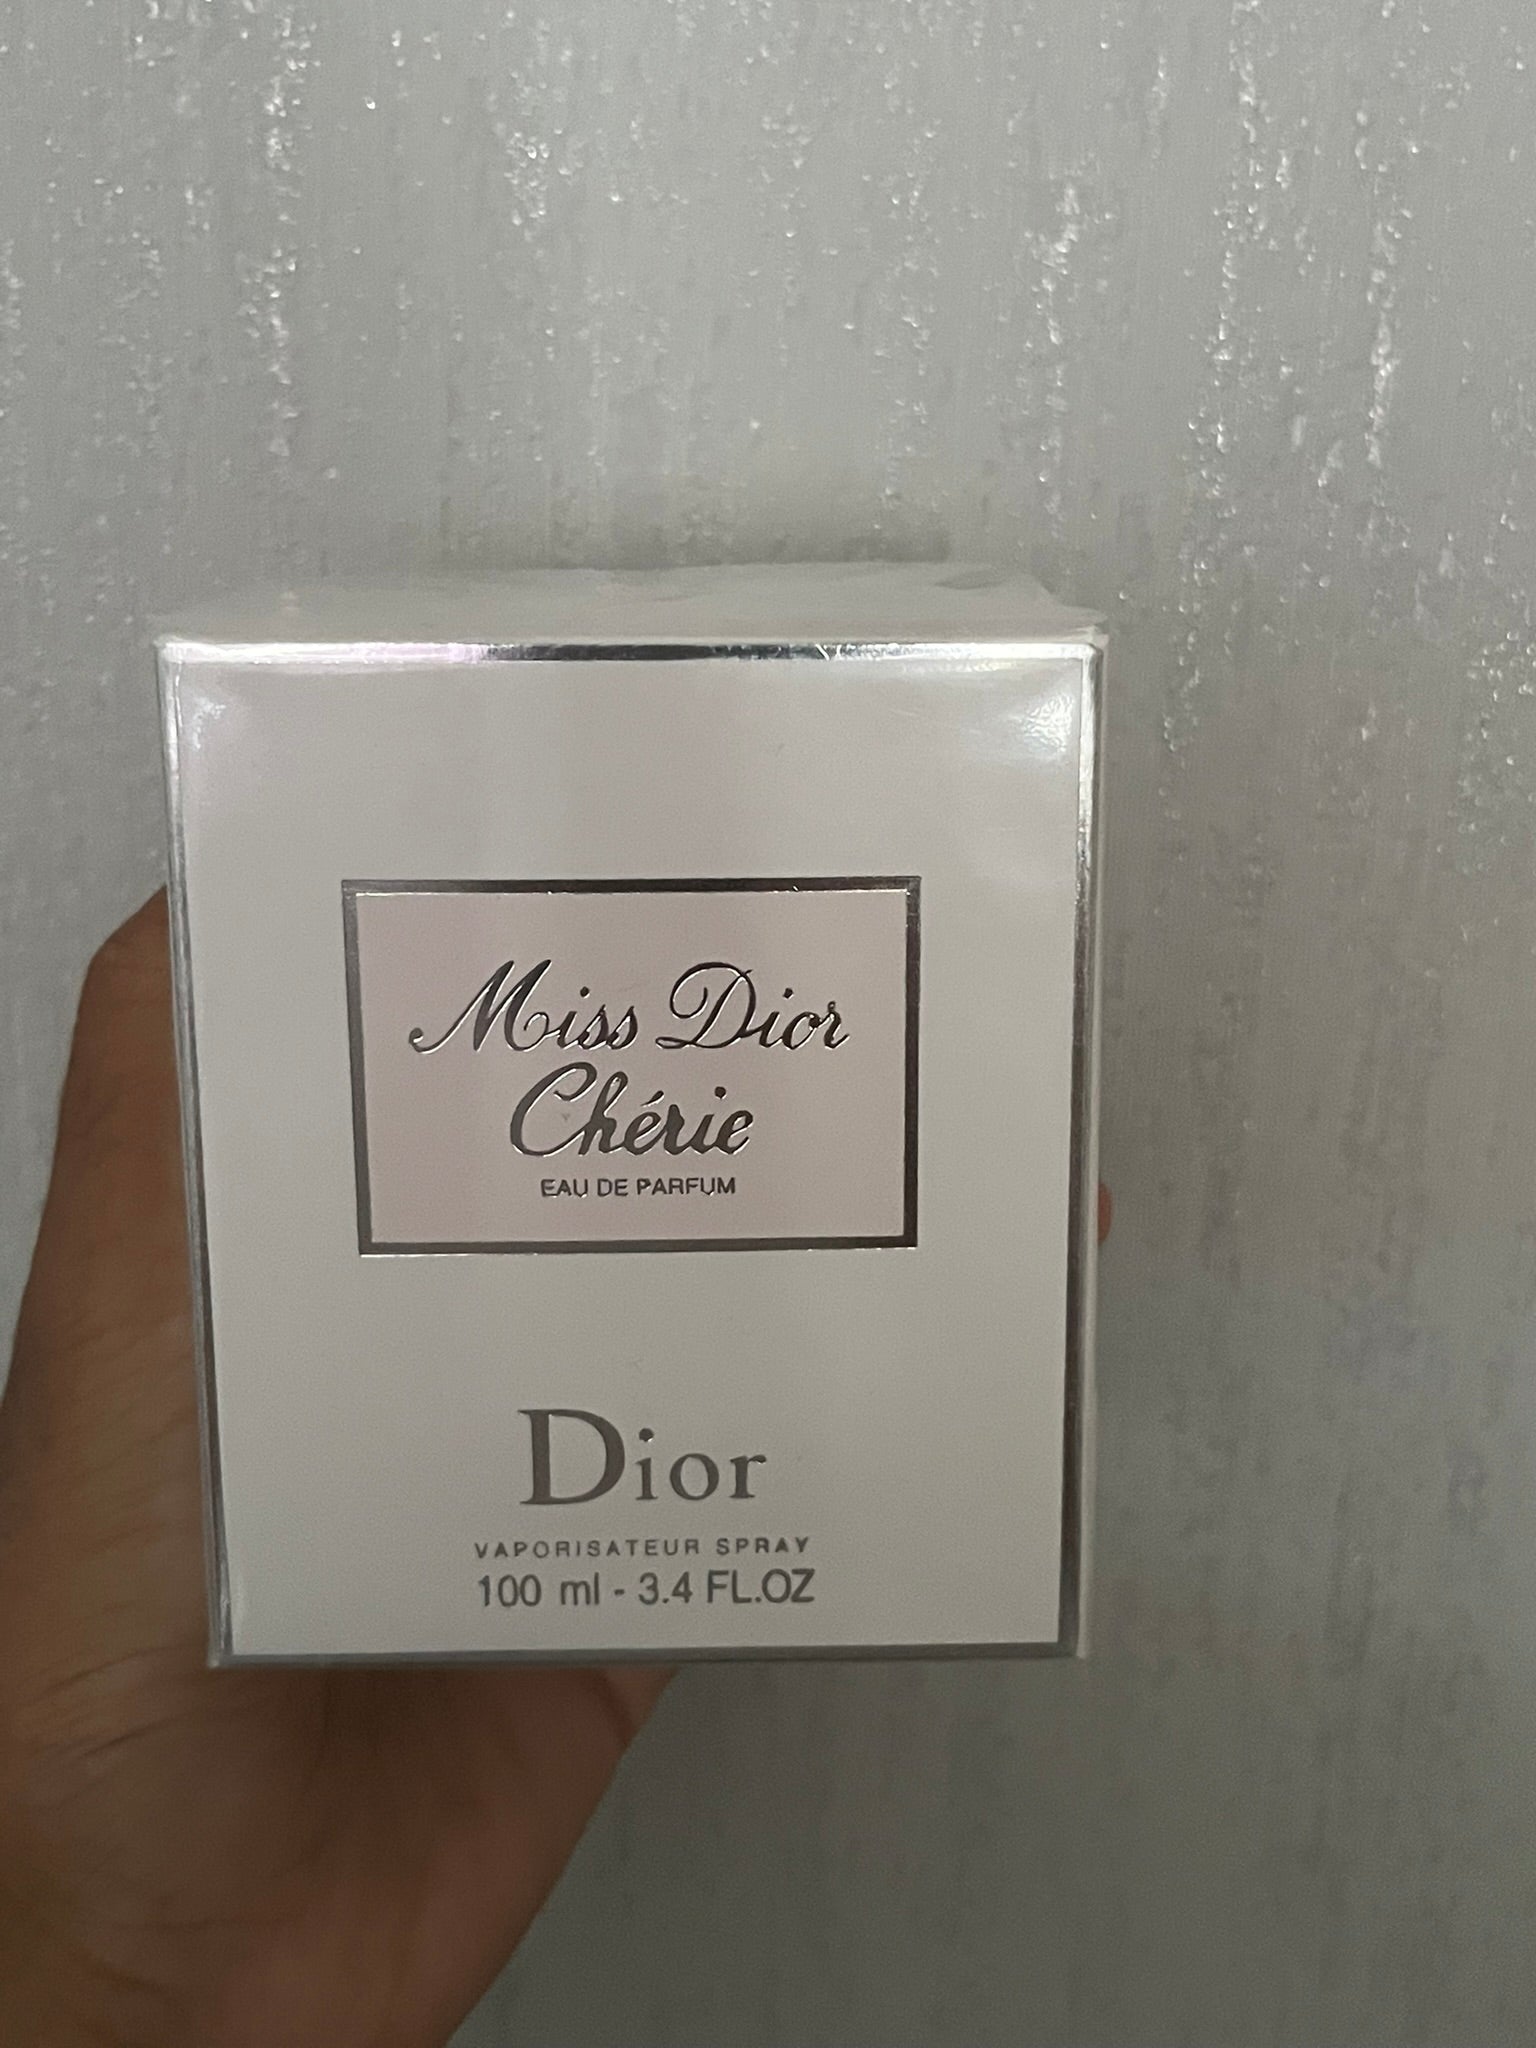 Miss Dior
Chérie
EAU DE PARFUM
Dior
VAPORISATEUR SPRAY
100 ml - 3.4 FL.OZ